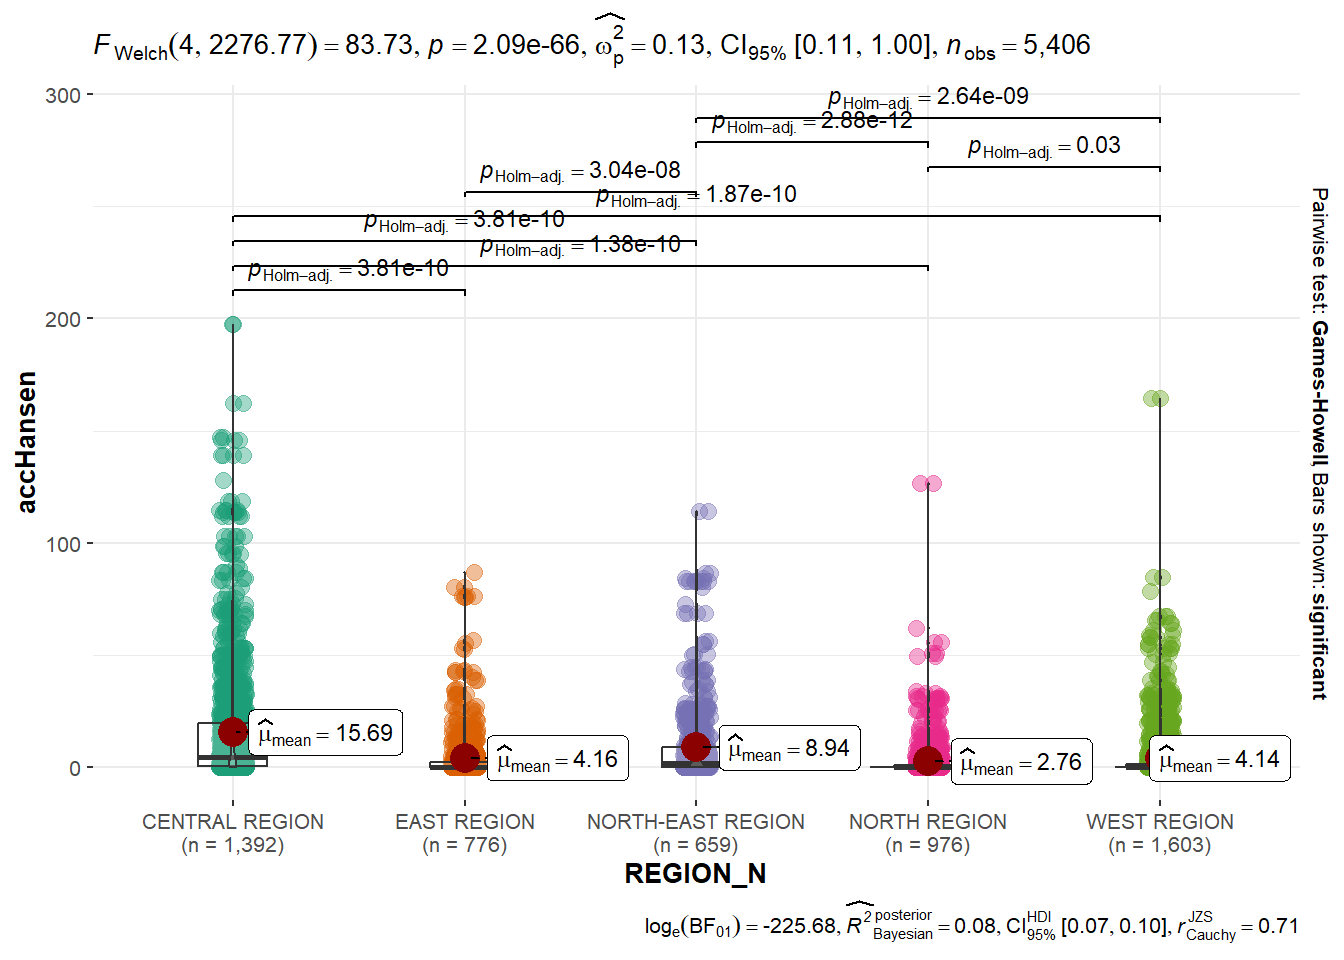 F Welch(4, 2276.77) = 83.73, p = 2.09e-66, ω̂²p = 0.13, CI95% [0.11, 1.00], nobs = 5,406
300
pHolm−adj. = 2.64e-09
pHolm−adj. = 2.88e-12
pHolm−adj. = 0.03
pHolm−adj. = 3.04e-08
pHolm−adj. = 1.87e-10
pHolm−adj. = 3.81e-10
pHolm−adj. = 1.38e-10
pHolm−adj. = 3.81e-10
200
100
0
accHansen
Pairwise test: Games-Howell, Bars shown: significant
μ̂mean = 15.69
μ̂mean = 4.16
μ̂mean = 8.94
μ̂mean = 2.76
μ̂mean = 4.14
CENTRAL REGION
(n = 1,392)
EAST REGION
(n = 776)
NORTH-EAST REGION
(n = 659)
NORTH REGION
(n = 976)
WEST REGION
(n = 1,603)
REGION_N
loge(BF01) = -225.68, R̂² posterior Bayesian = 0.08, CI HDI 95% [0.07, 0.10], r JZS Cauchy = 0.71